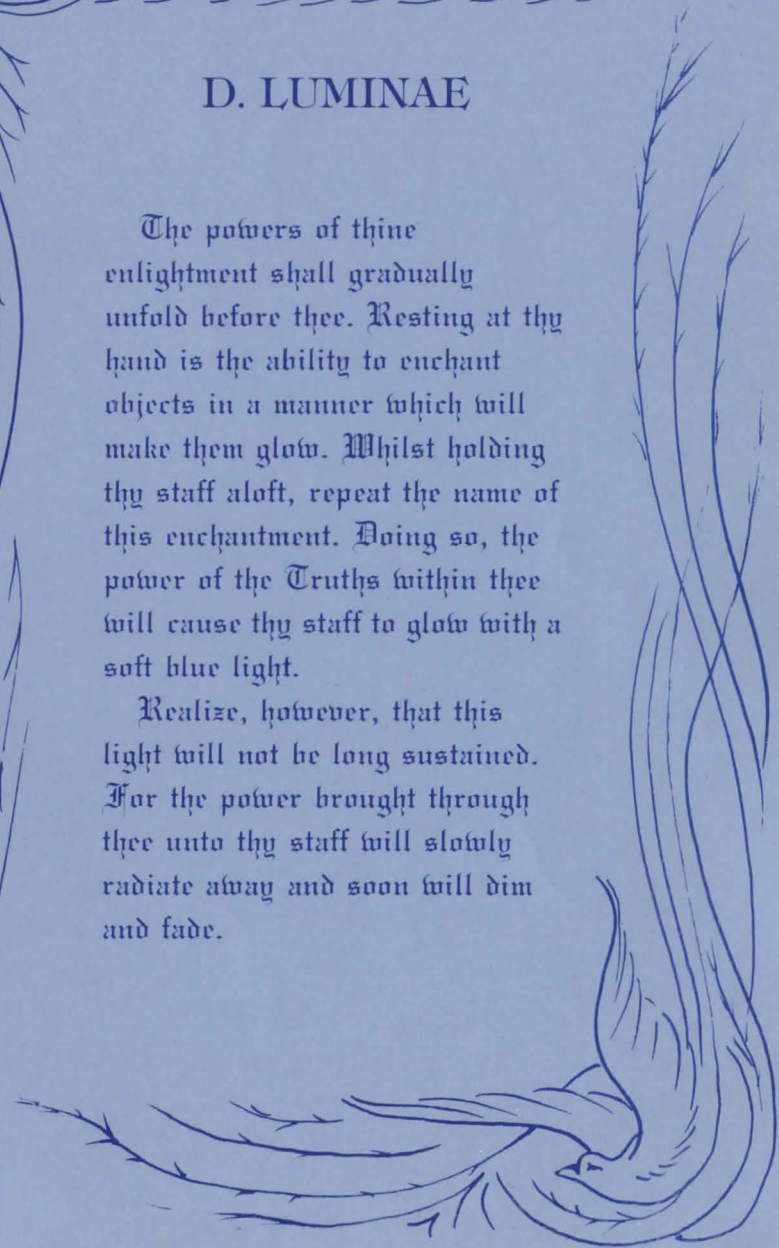 D. LUMINAE
The powers of thine
enlightment shall gradually
unfold before thee. Resting at thy
hand is the ability to enchant
objects in a manner which will
make them glow. Whilst holding
thy staff aloft, repeat the name of
this enchantment. Doing so, the
power of the Truths within thee
will cause thy staff to glow with a
soft blue light.
Realize, however, that this
light will not be long sustained.
For the power brought through
thee unto thy staff will slowly
radiate away and soon will dim
and fade.